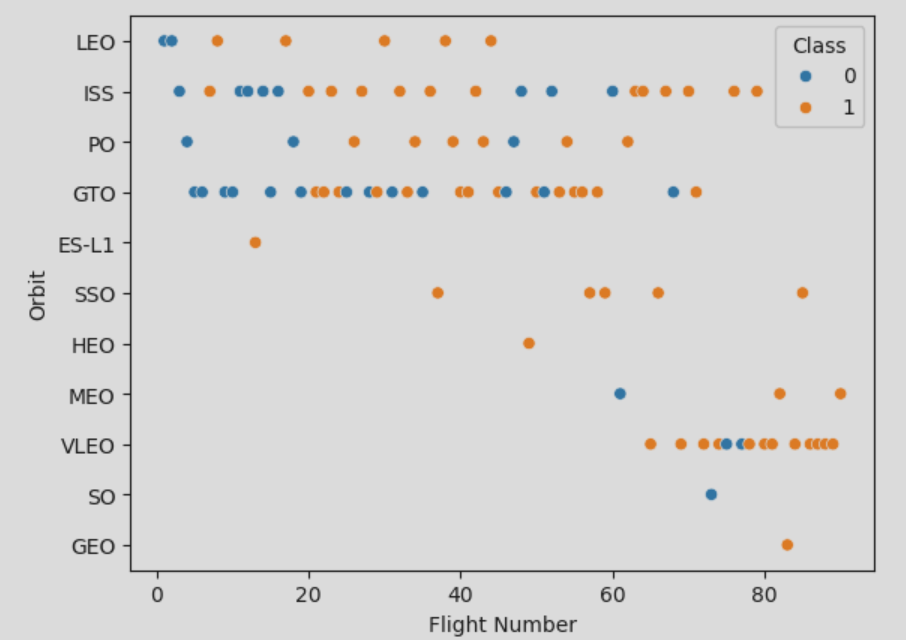 Class
0
1
LEO
ISS
PO
GTO
ES-L1
SSO
HEO
MEO
VLEO
SO
GEO
Orbit
0 20 40 60 80
Flight Number